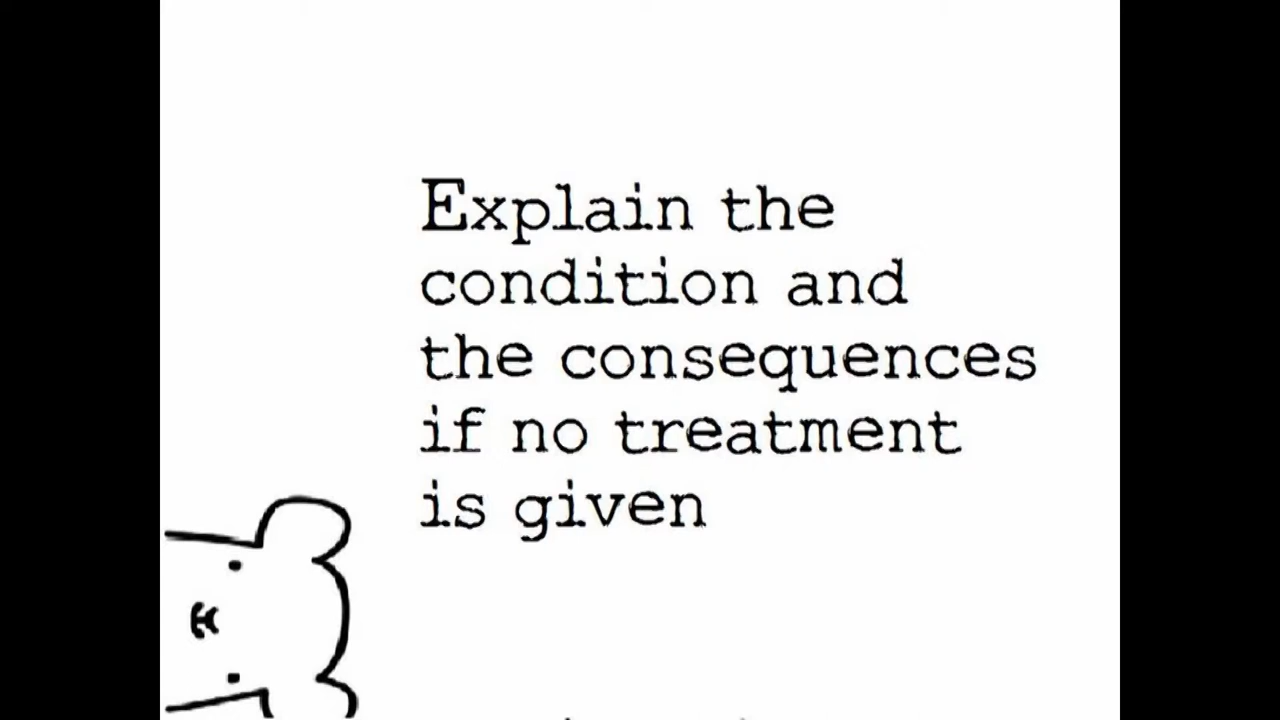 Explain the
condition and
the consequences
if no treatment
is given